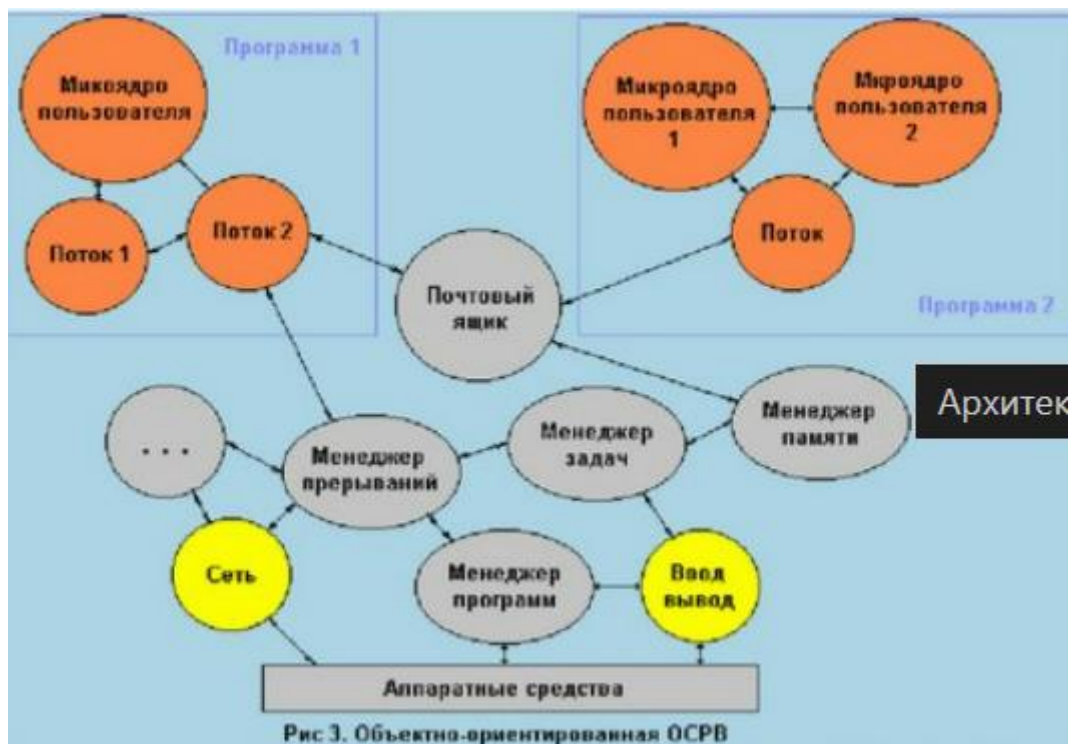 Программа 1
Микоядро
пользователя
Поток 1
Поток 2
Микроядро
пользователя
1
Мкроядро
пользователя
2
Поток
Программа 2
Почтовый
ящик
. . .
Менеджер
прерываний
Менеджер
задач
Менеджер
памяти
Архитек
Сеть
Менеджер
программ
Ввод
вывод
Аппаратные средства
Рис 3. Объектно-ориентированная ОСРВ